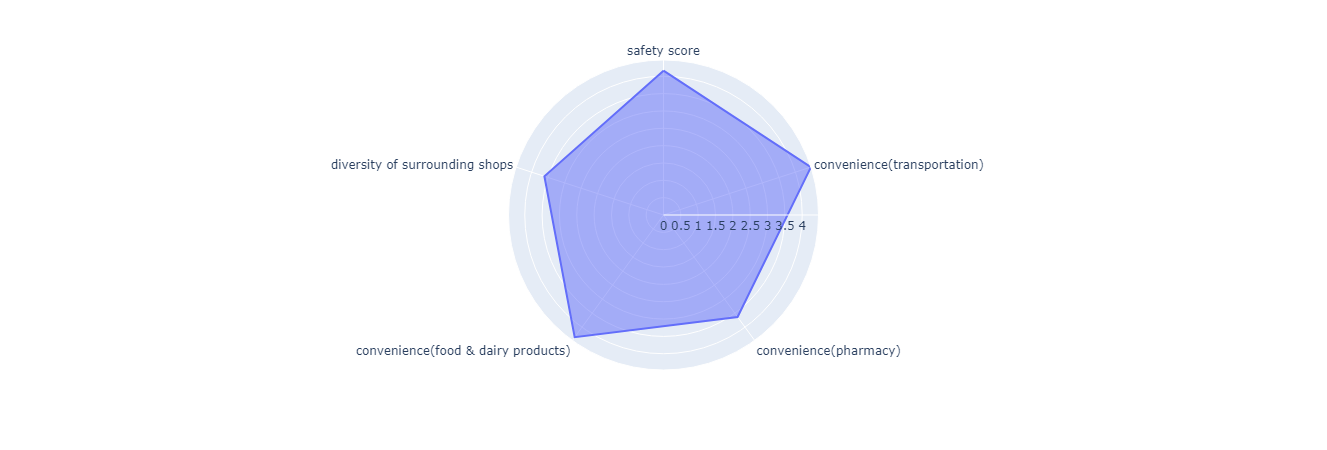 safety score
diversity of surrounding shops
convenience(transportation)
0 0.5 1 1.5 2 2.5 3 3.5 4
convenience(food & dairy products)
convenience(pharmacy)